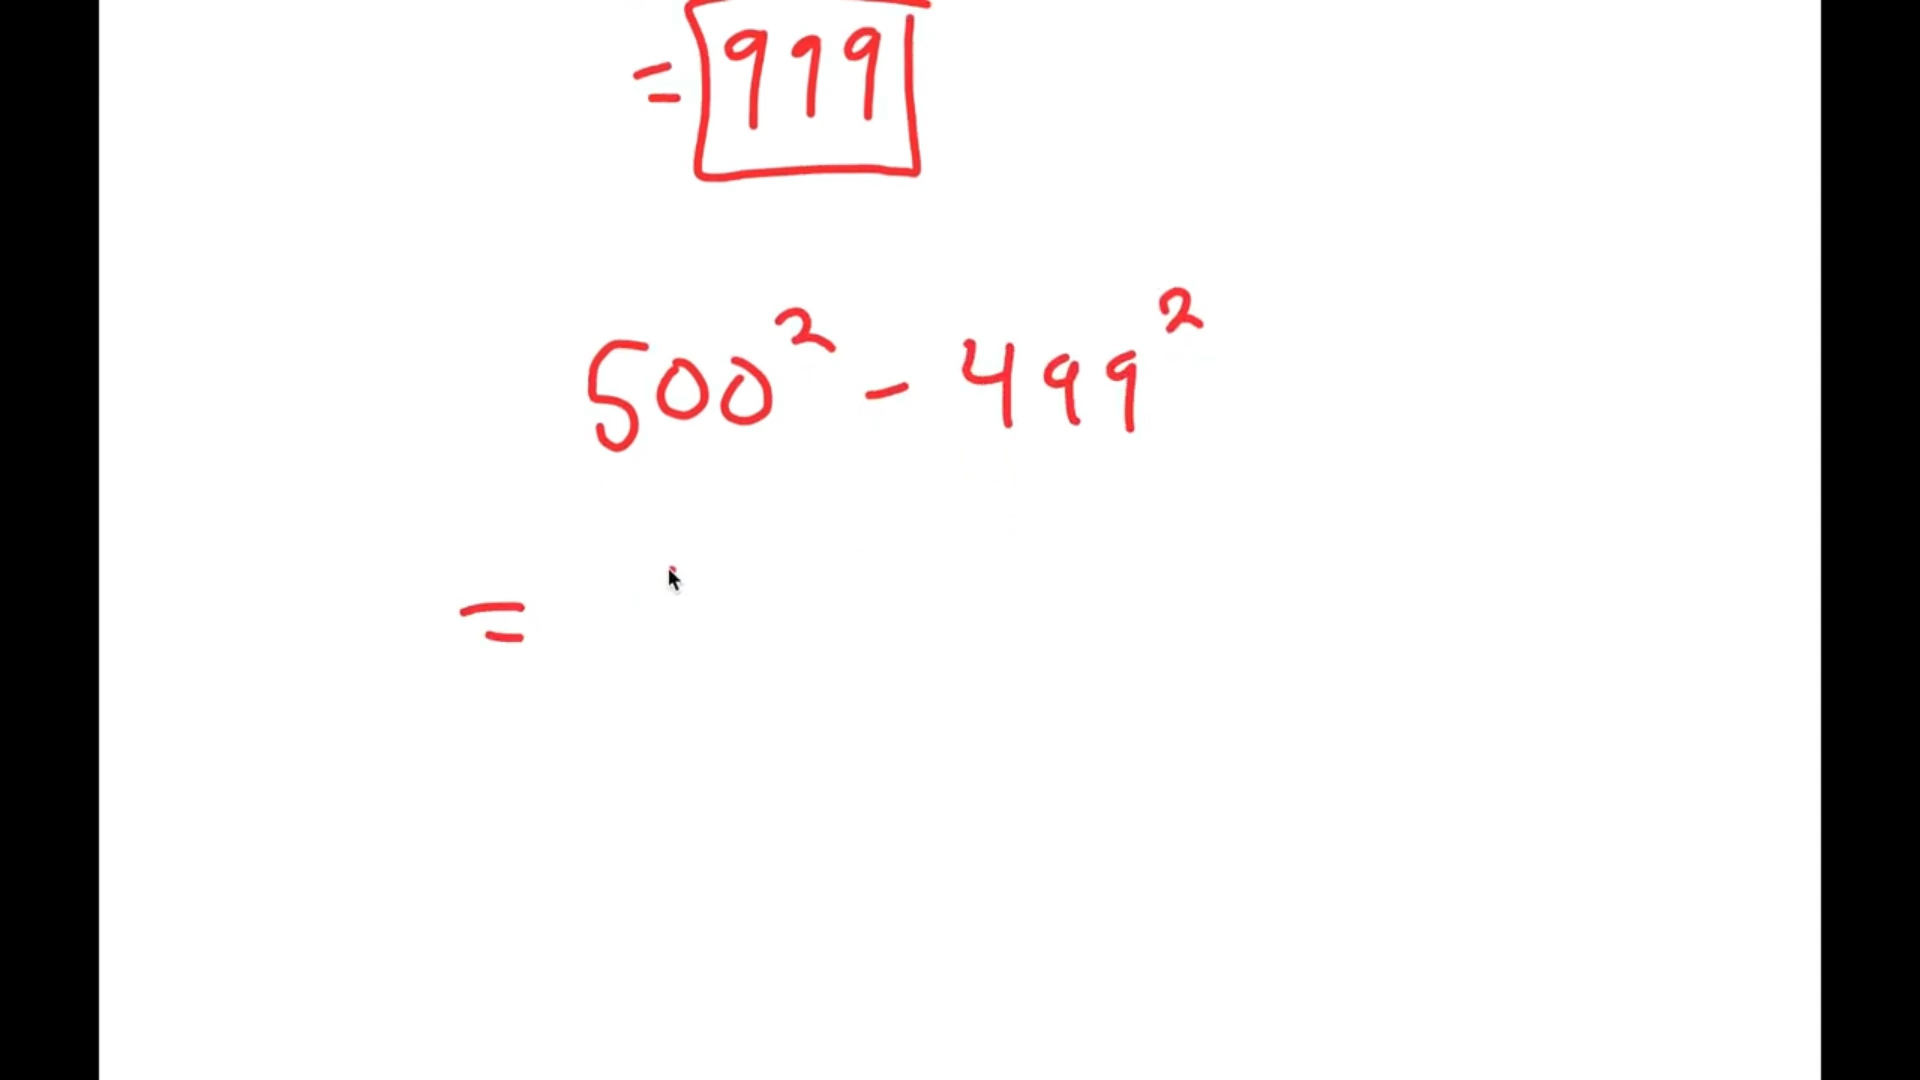 = 999
500² - 499²
=